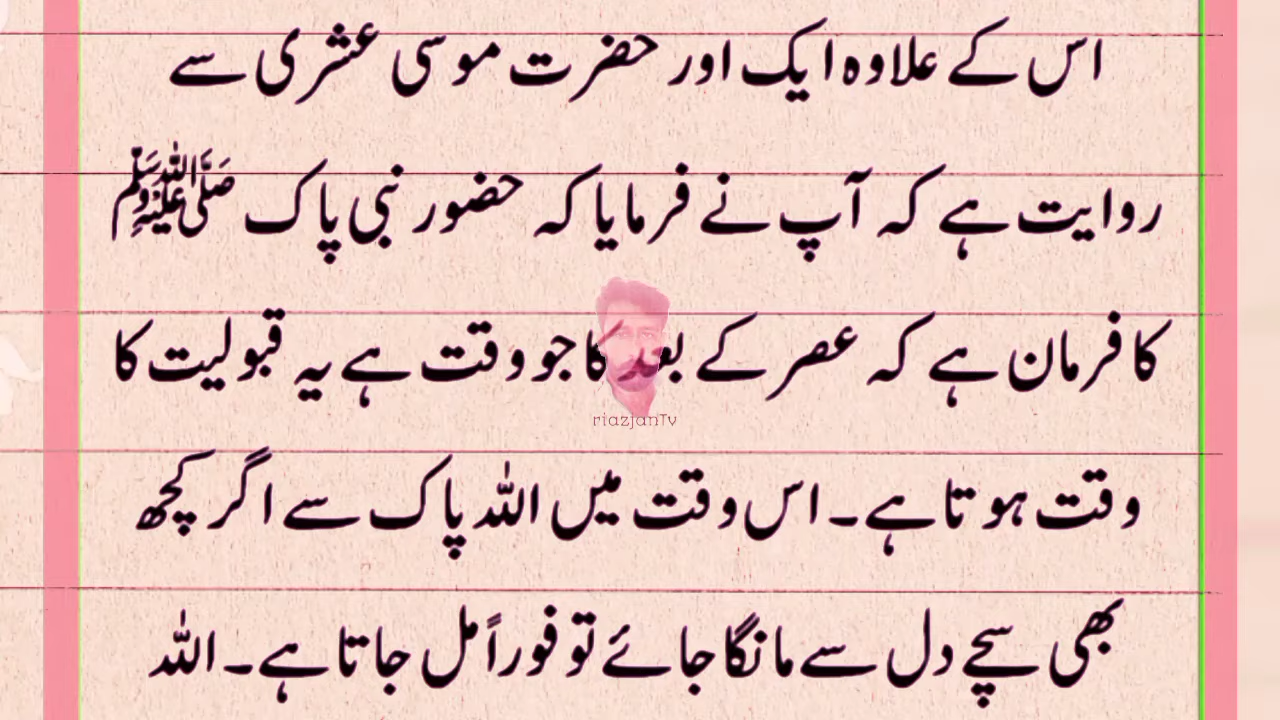 اس کے علاوہ ایک اور حضرت موسی عشری سے
روایت ہے کہ آپ نے فرمایا کہ حضور نبی پاک ﷺ
کا فرمان ہے کہ عصر کے بعد کا جو وقت ہے یہ قبولیت کا
riazjanTv
وقت ہوتا ہے۔ اس وقت میں اللہ پاک سے اگر کچھ
بھی سچے دل سے مانگا جائے تو فوراً مل جاتا ہے۔ اللہ